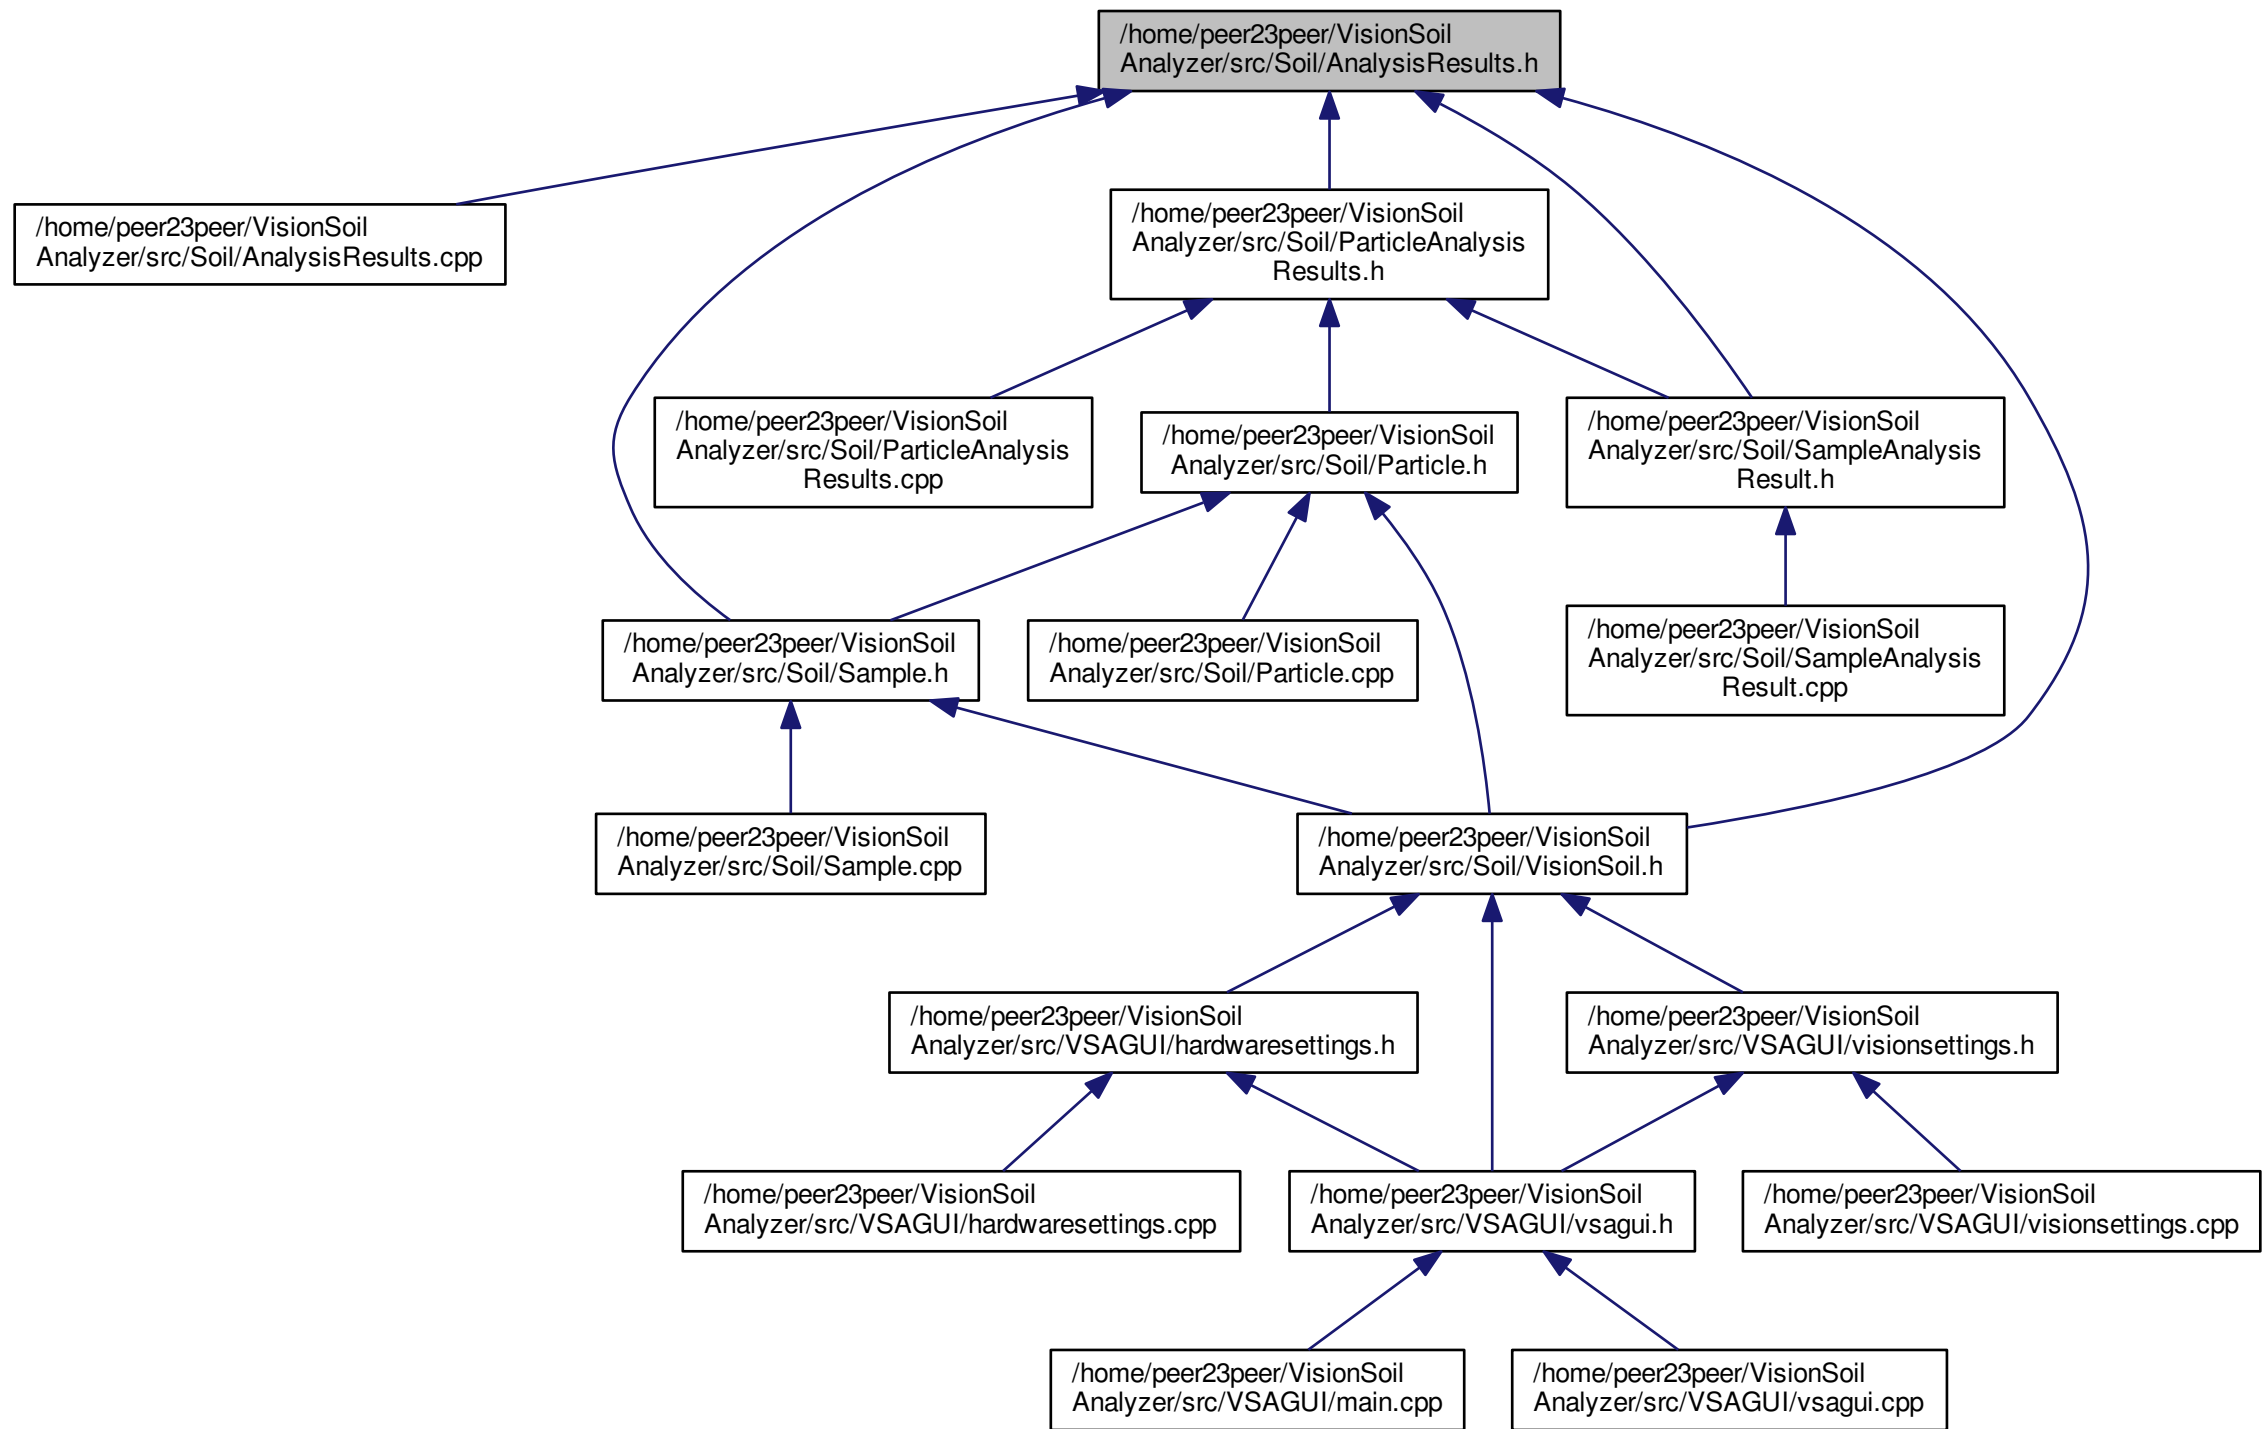 /home/peer23peer/VisionSoil
Analyzer/src/Soil/AnalysisResults.h
/home/peer23peer/VisionSoil
Analyzer/src/Soil/AnalysisResults.cpp
/home/peer23peer/VisionSoil
Analyzer/src/Soil/ParticleAnalysis
Results.h
/home/peer23peer/VisionSoil
Analyzer/src/Soil/ParticleAnalysis
Results.cpp
/home/peer23peer/VisionSoil
Analyzer/src/Soil/Particle.h
/home/peer23peer/VisionSoil
Analyzer/src/Soil/SampleAnalysis
Result.h
/home/peer23peer/VisionSoil
Analyzer/src/Soil/Sample.h
/home/peer23peer/VisionSoil
Analyzer/src/Soil/Particle.cpp
/home/peer23peer/VisionSoil
Analyzer/src/Soil/SampleAnalysis
Result.cpp
/home/peer23peer/VisionSoil
Analyzer/src/Soil/Sample.cpp
/home/peer23peer/VisionSoil
Analyzer/src/Soil/VisionSoil.h
/home/peer23peer/VisionSoil
Analyzer/src/VSAGUI/hardwaresettings.h
/home/peer23peer/VisionSoil
Analyzer/src/VSAGUI/visionsettings.h
/home/peer23peer/VisionSoil
Analyzer/src/VSAGUI/hardwaresettings.cpp
/home/peer23peer/VisionSoil
Analyzer/src/VSAGUI/vsagui.h
/home/peer23peer/VisionSoil
Analyzer/src/VSAGUI/visionsettings.cpp
/home/peer23peer/VisionSoil
Analyzer/src/VSAGUI/main.cpp
/home/peer23peer/VisionSoil
Analyzer/src/VSAGUI/vsagui.cpp